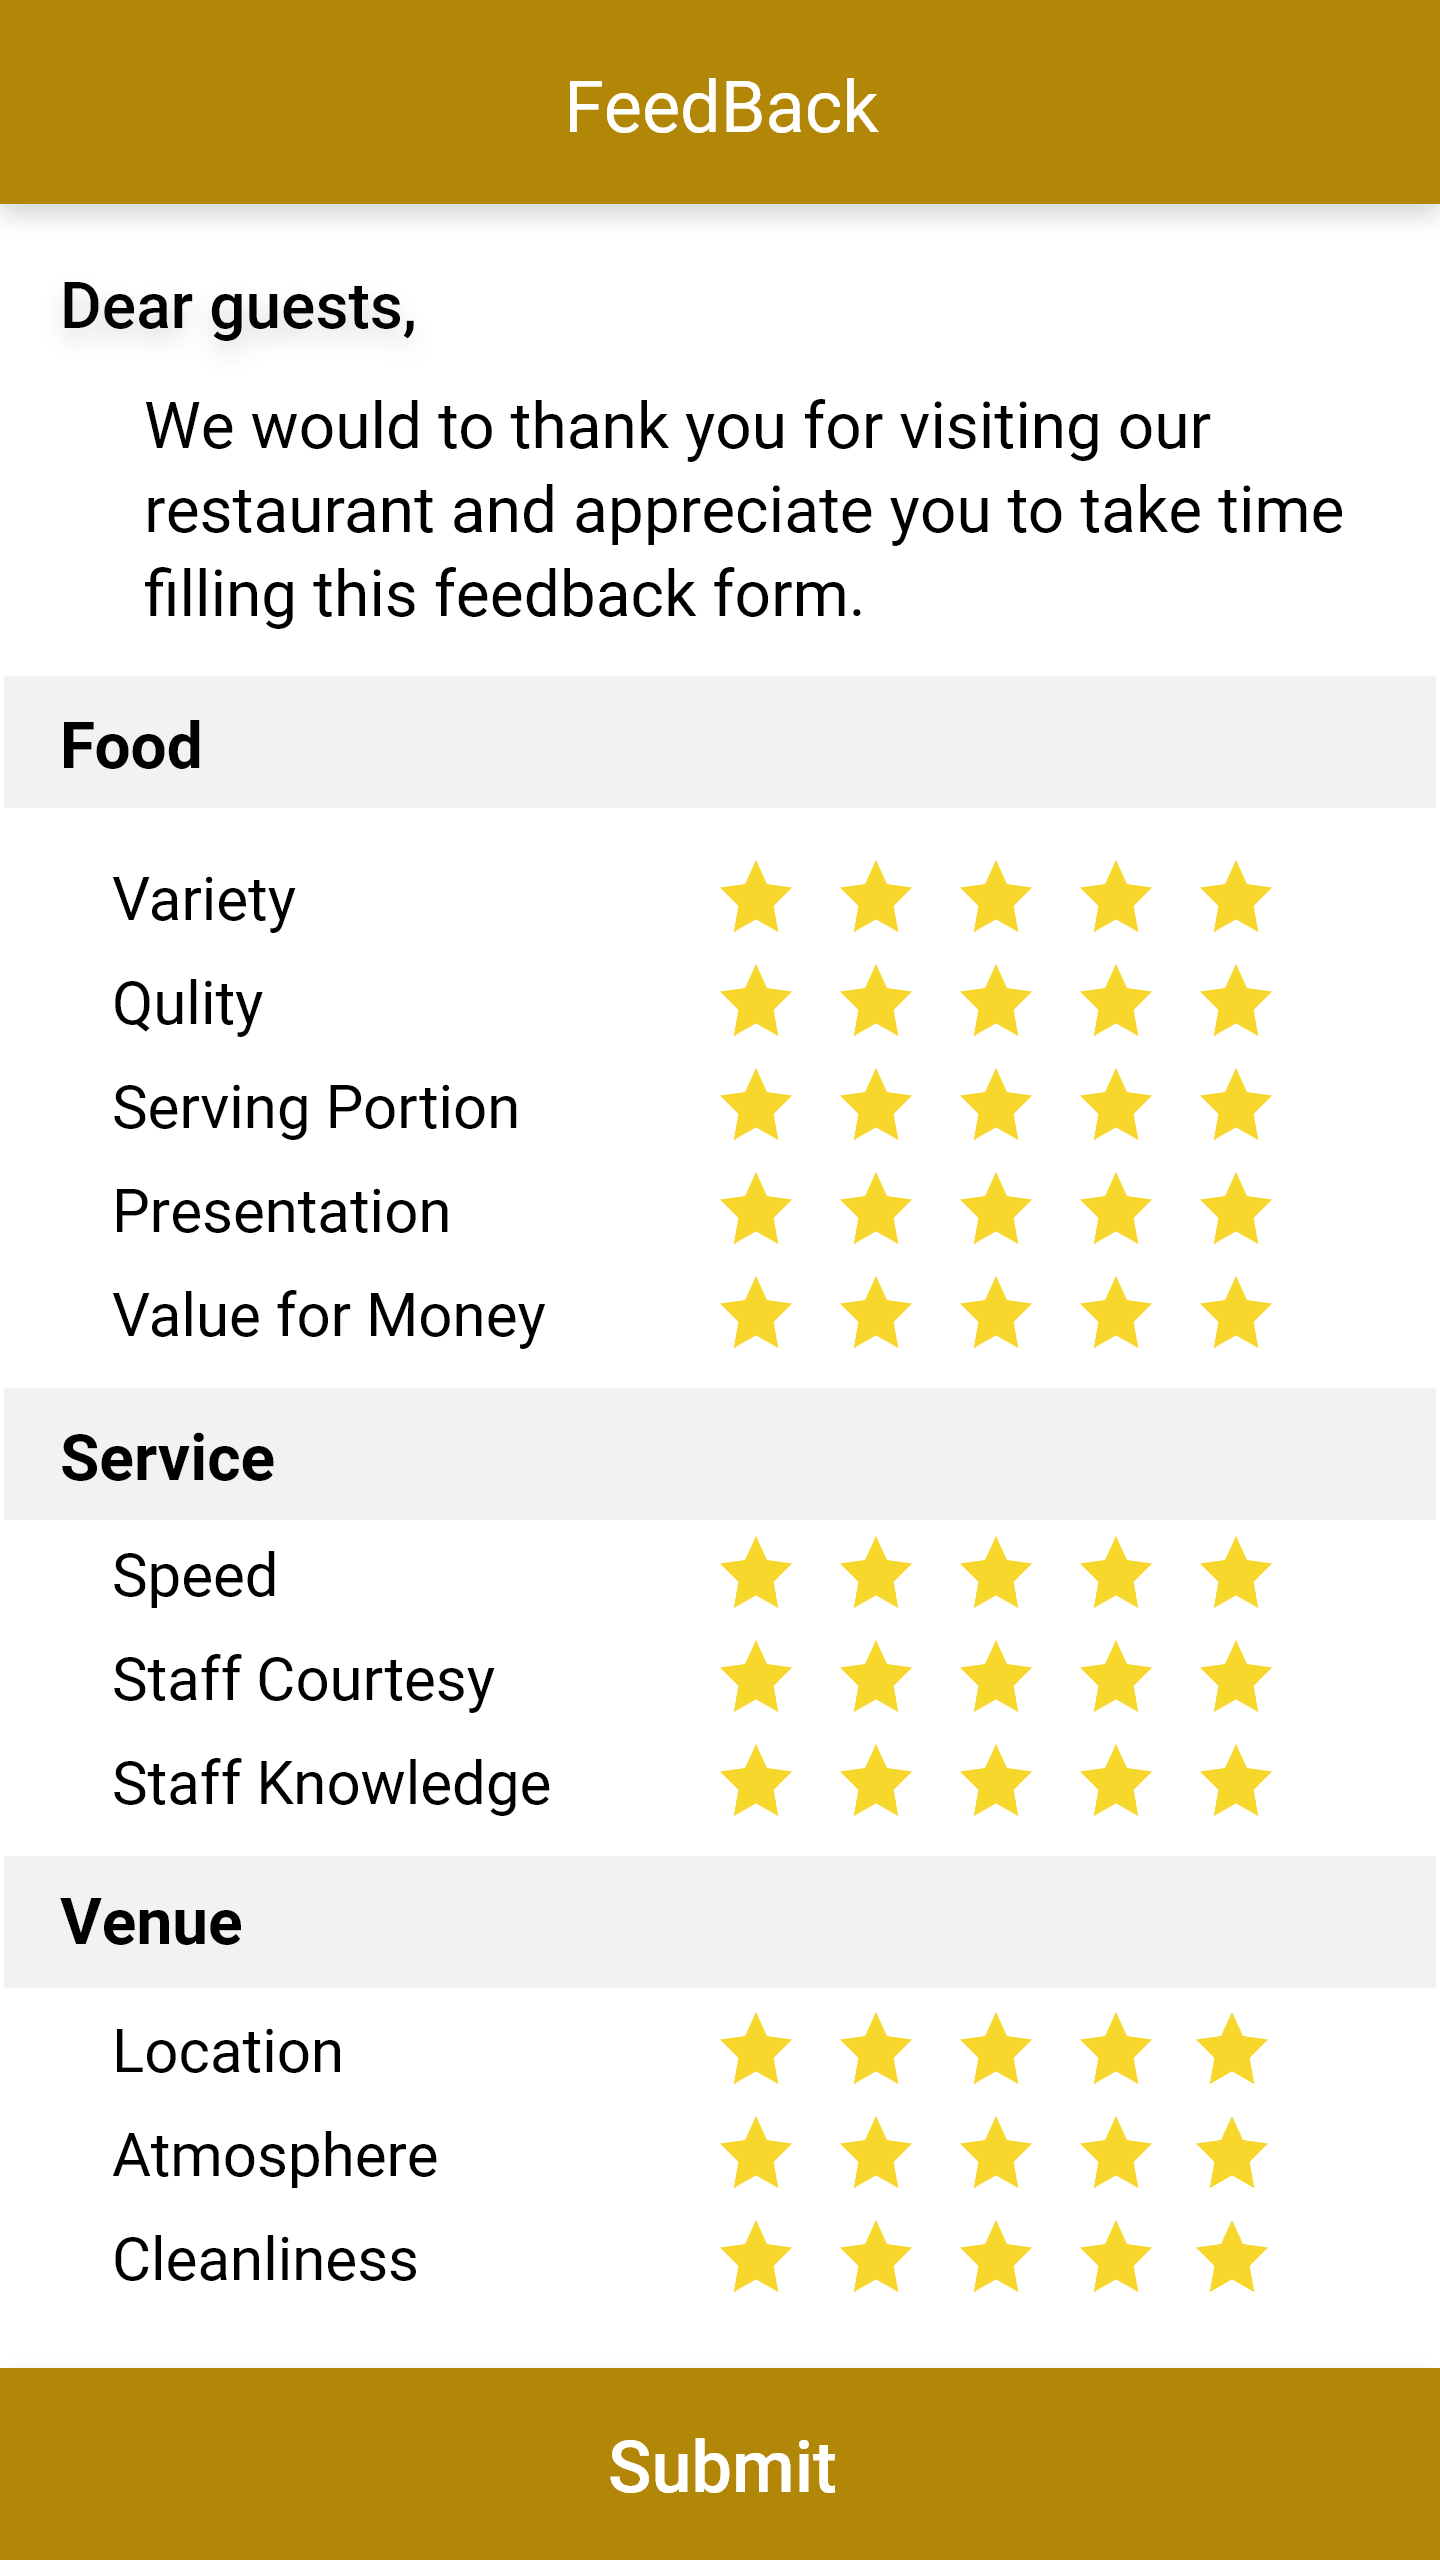 FeedBack
Dear guests,
We would to thank you for visiting our
restaurant and appreciate you to take time
filling this feedback form.
Food
Variety
Qulity
Serving Portion
Presentation
Value for Money
Service
Speed
Staff Courtesy
Staff Knowledge
Venue
Location
Atmosphere
Cleanliness
Submit